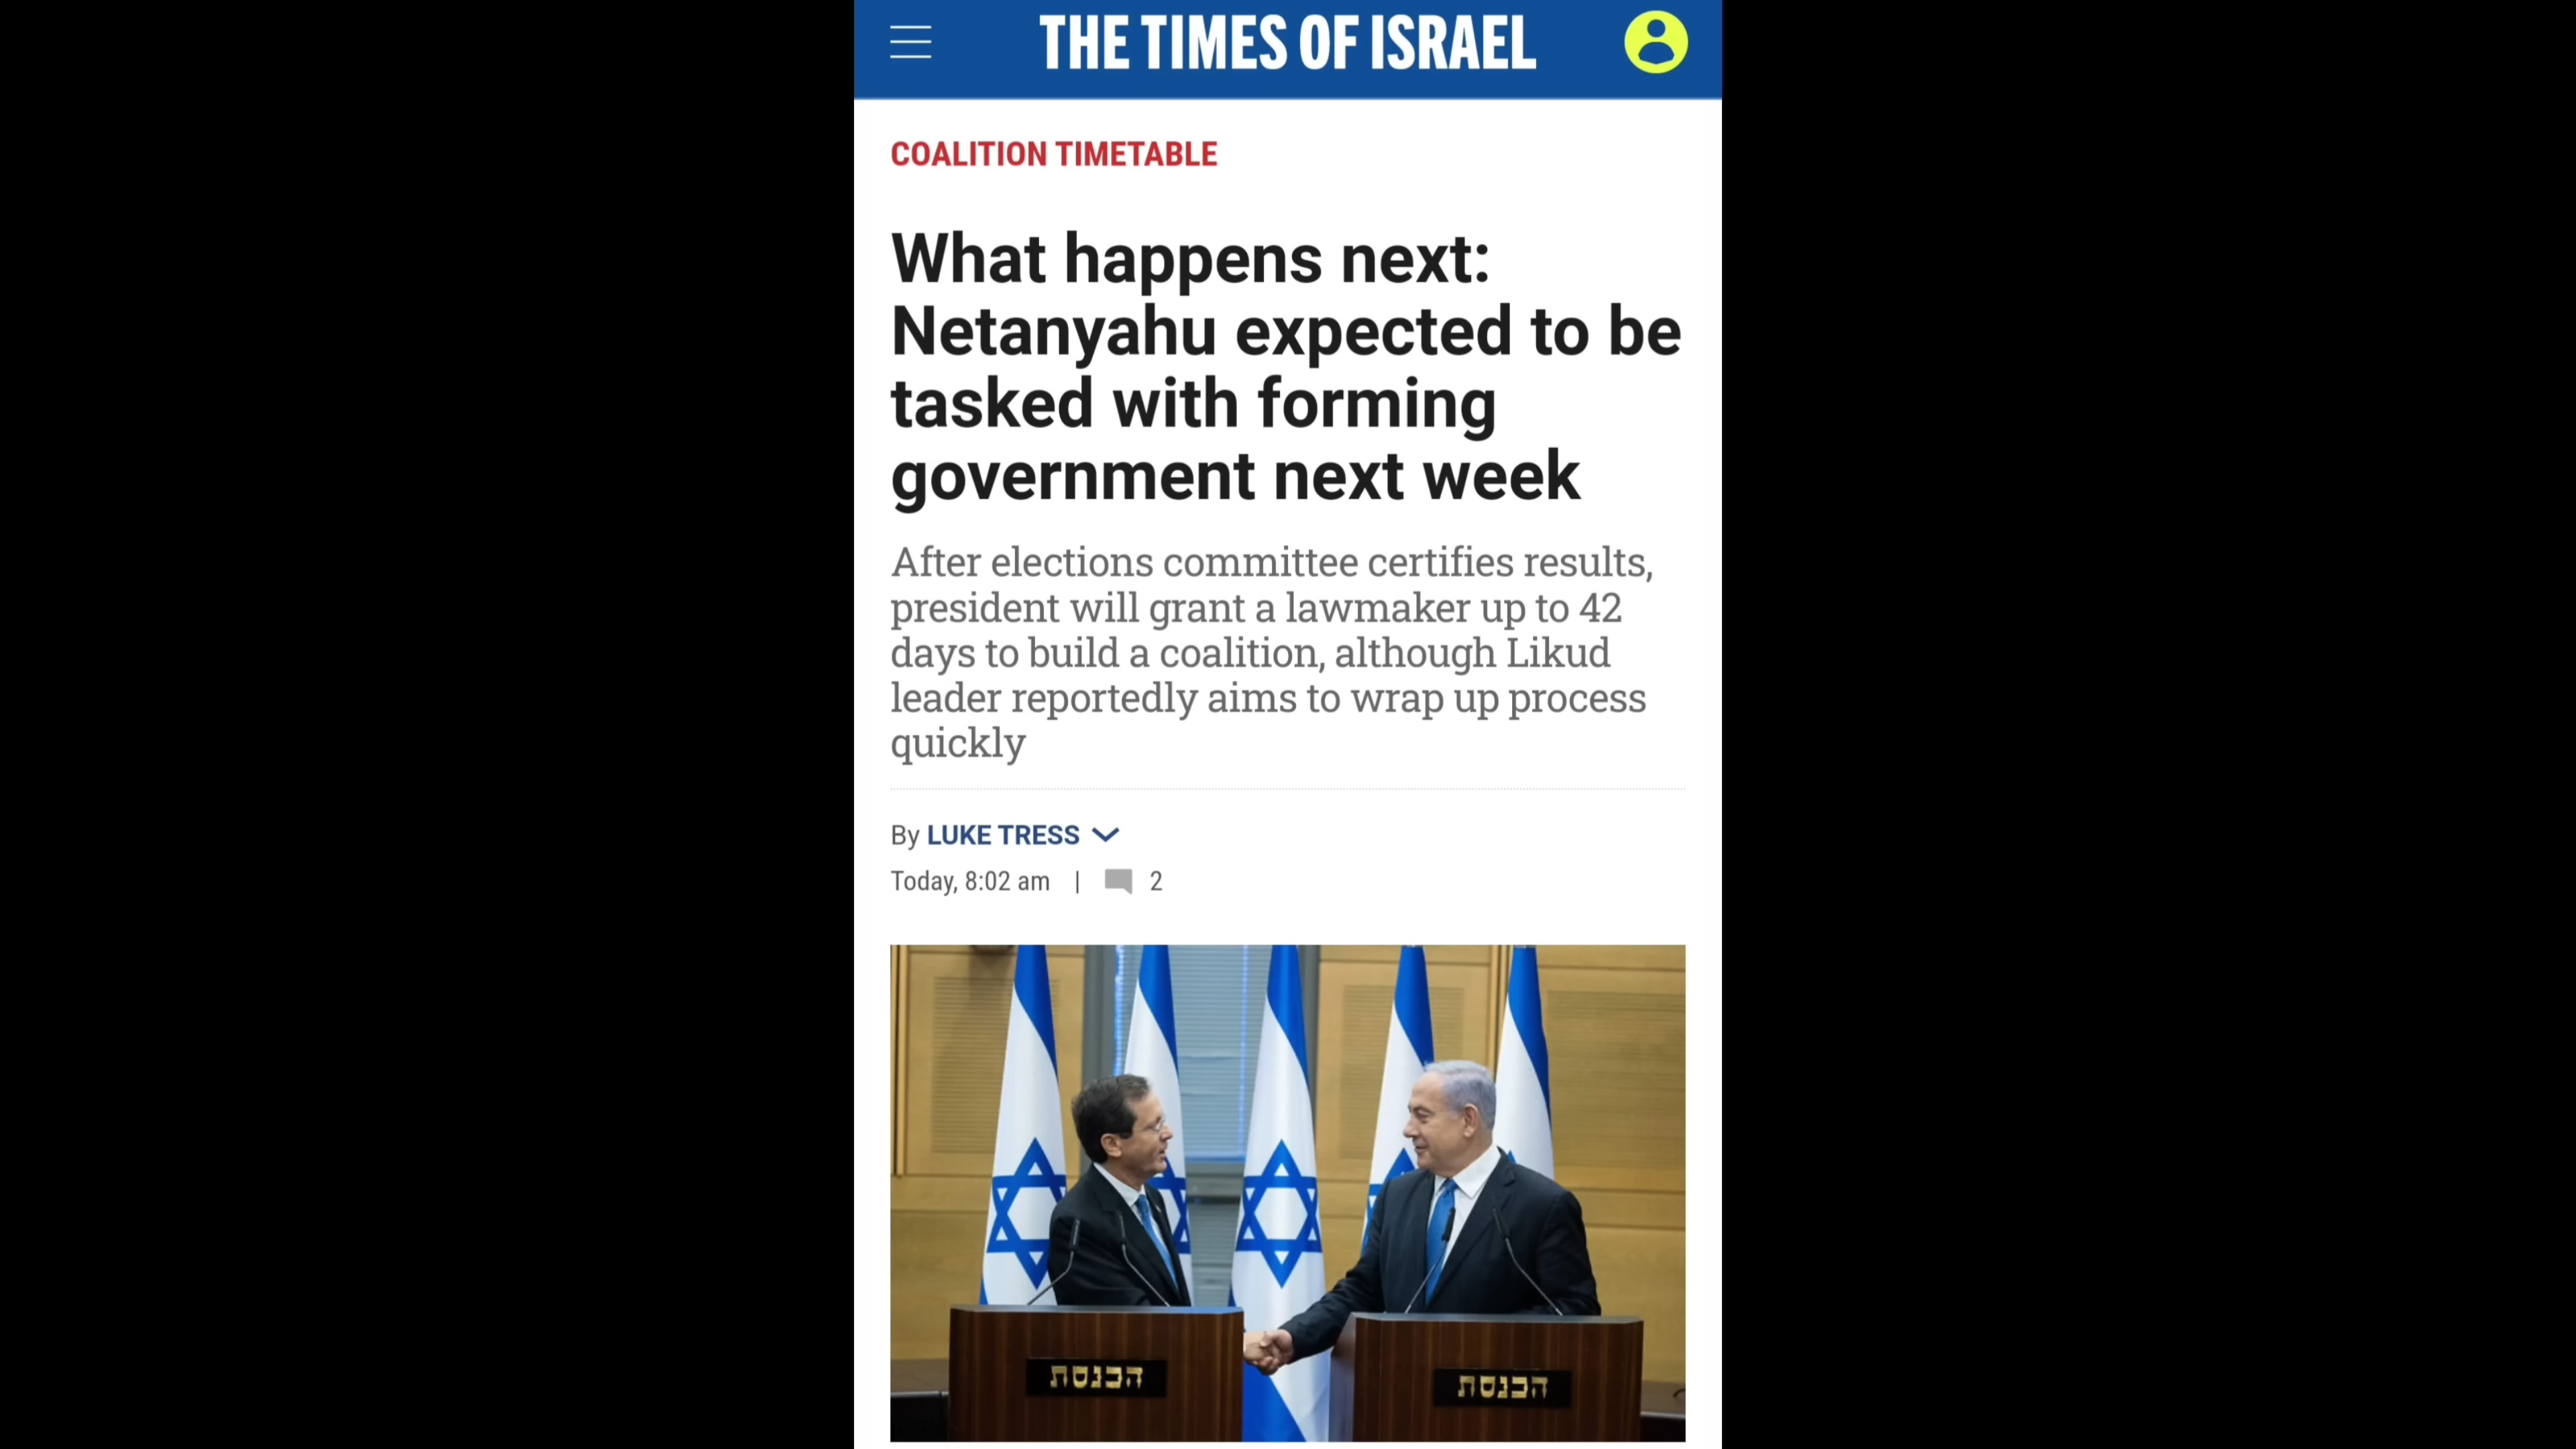 THE TIMES OF ISRAEL
COALITION TIMETABLE
What happens next:
Netanyahu expected to be
tasked with forming
government next week
After elections committee certifies results,
president will grant a lawmaker up to 42
days to build a coalition, although Likud
leader reportedly aims to wrap up process
quickly
By LUKE TRESS
Today, 8:02 am | 2
הכנסת
הכנסת